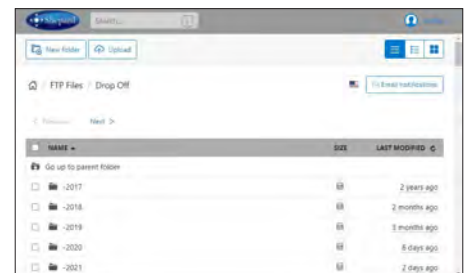 Shepard Search...
New folder Upload
FTP Files / Drop Off Email notifications
< Previous Next >
NAME SIZE LAST MODIFIED
Go up to parent folder
-2017 2 years ago
-2018 2 months ago
-2019 3 months ago
-2020 8 days ago
-2021 2 days ago